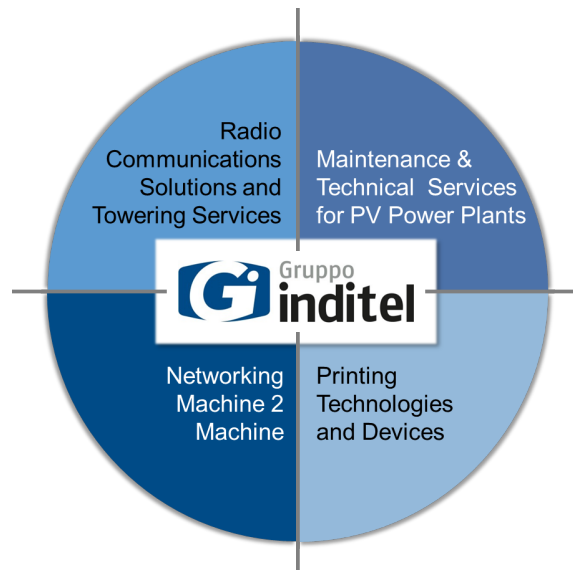 Radio
Communications
Solutions and
Towering Services
Maintenance &
Technical Services
for PV Power Plants
Gi Gruppo
inditel
Networking
Machine 2
Machine
Printing
Technologies
and Devices